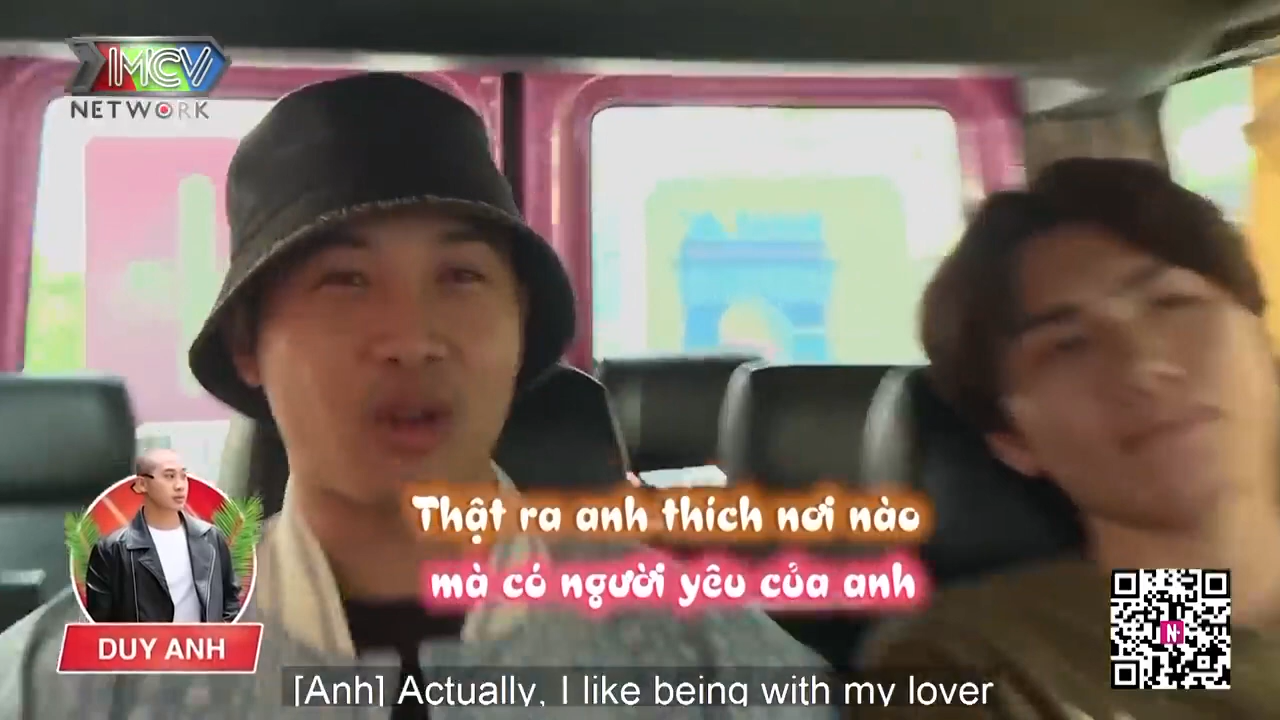 MCV
NETWORK
Thật ra anh thích nơi nào
mà có người yêu của anh
DUY ANH
[Anh] Actually, I like being with my lover